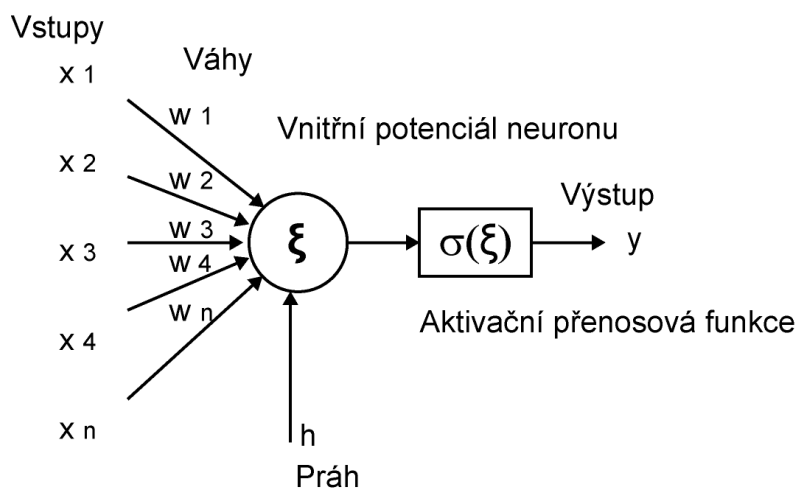 Vstupy
Váhy
x 1
w 1
Vnitřní potenciál neuronu
x 2
w 2
Výstup
x 3
w 3
ξ
σ(ξ)
y
w 4
w n
Aktivační přenosová funkce
x 4
x n
h
Práh